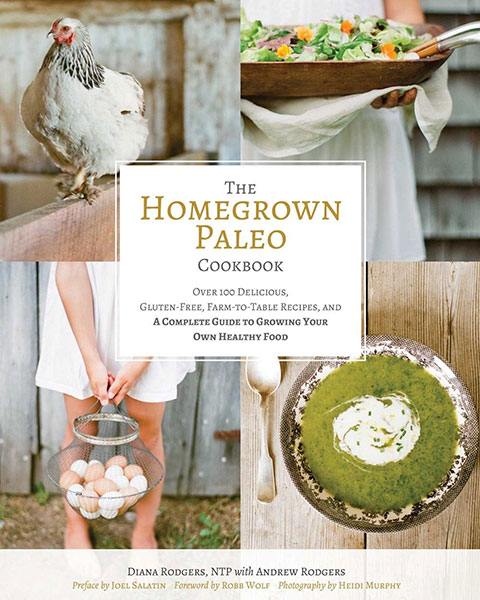 The
Homegrown
Paleo
Cookbook
Over 100 Delicious,
Gluten-Free, Farm-to-Table Recipes, and
A Complete Guide to Growing Your
Own Healthy Food
Diana Rodgers, NTP with Andrew Rodgers
Preface by Joel Salatin Foreword by Robb Wolf Photography by Heidi Murphy